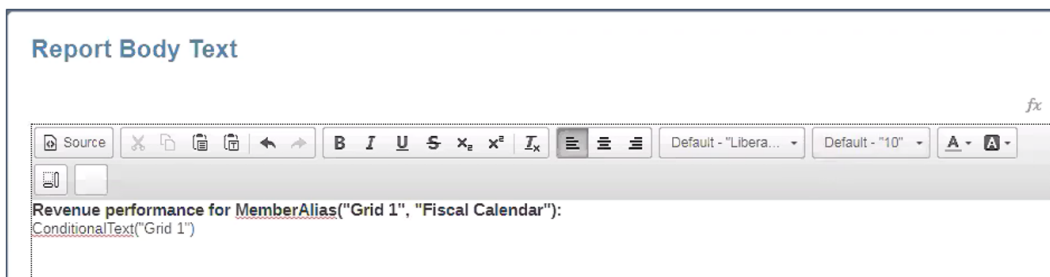 Report Body Text
fx
Source B I U S x₂ x² Tx Default - "Libera... Default - "10" A A
Revenue performance for MemberAlias("Grid 1", "Fiscal Calendar"):
ConditionalText("Grid 1")